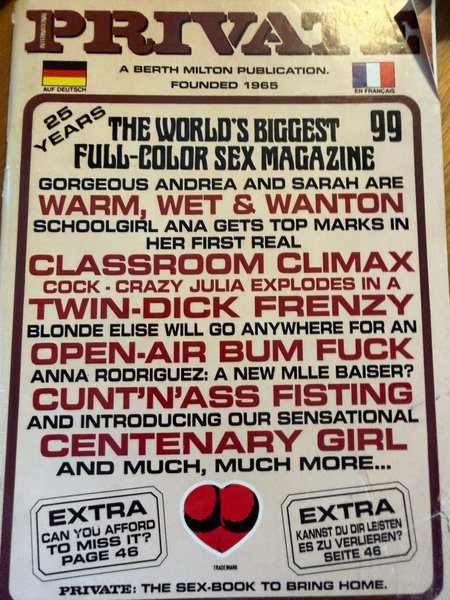 INTERNATIONAL
PRIVATE
A BERTH MILTON PUBLICATION.
FOUNDED 1965
AUF DEUTSCH
EN FRANÇAIS
25 YEARS
THE WORLD'S BIGGEST 99
FULL-COLOR SEX MAGAZINE
GORGEOUS ANDREA AND SARAH ARE
WARM, WET & WANTON
SCHOOLGIRL ANA GETS TOP MARKS IN
HER FIRST REAL
CLASSROOM CLIMAX
COCK - CRAZY JULIA EXPLODES IN A
TWIN-DICK FRENZY
BLONDE ELISE WILL GO ANYWHERE FOR AN
OPEN-AIR BUM FUCK
ANNA RODRIGUEZ: A NEW MLLE BAISER?
CUNT'N'ASS FISTING
AND INTRODUCING OUR SENSATIONAL
CENTENARY GIRL
AND MUCH, MUCH MORE...
EXTRA
CAN YOU AFFORD
TO MISS IT?
PAGE 46
TRADEMARK
EXTRA
KANNST DU DIR LEISTEN
ES ZU VERLIEREN?
SEITE 46
PRIVATE: THE SEX-BOOK TO BRING HOME.